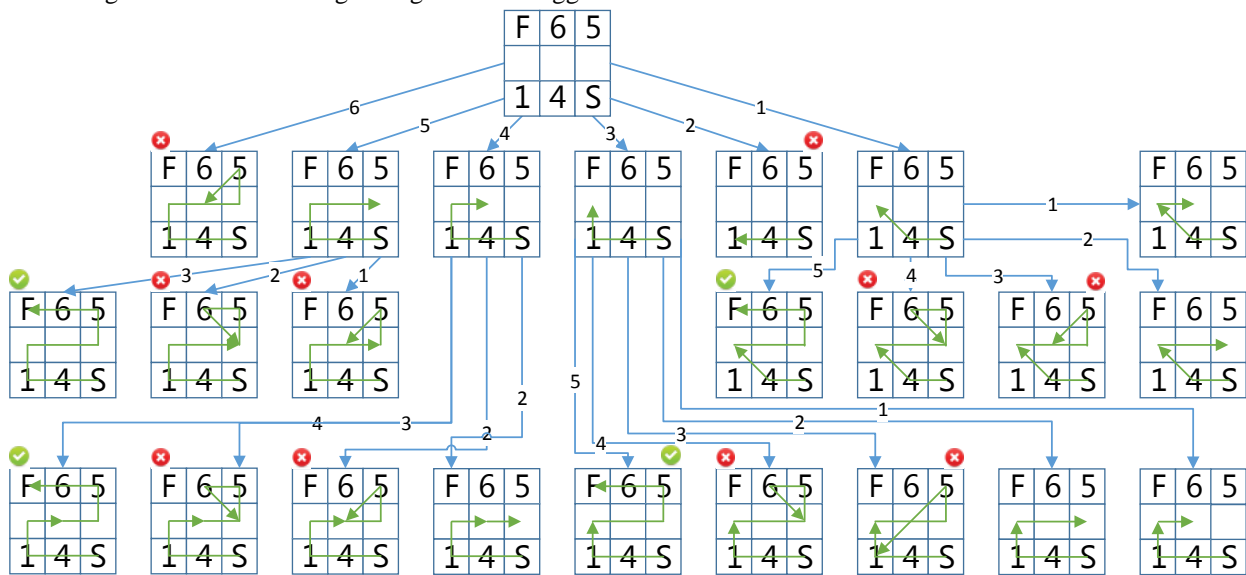 F 6 5
1 4 S
6 5 4 3 2 1
F 6 5 F 6 5 F 6 5 F 6 5 F 6 5 F 6 5 F 6 5
1
1 4 S 1 4 S 1 4 S 1 4 S 1 4 S 1 4 S 1 4 S
3 2 1 5 4 3 2
F 6 5 F 6 5 F 6 5 F 6 5 F 6 5 F 6 5 F 6 5
1 4 S 1 4 S 1 4 S 1 4 S 1 4 S 1 4 S 1 4 S
4 3 2 2 5 4 3 2 1
F 6 5 F 6 5 F 6 5 F 6 5 F 6 5 F 6 5 F 6 5 F 6 5 F 6 5
1 4 S 1 4 S 1 4 S 1 4 S 1 4 S 1 4 S 1 4 S 1 4 S 1 4 S